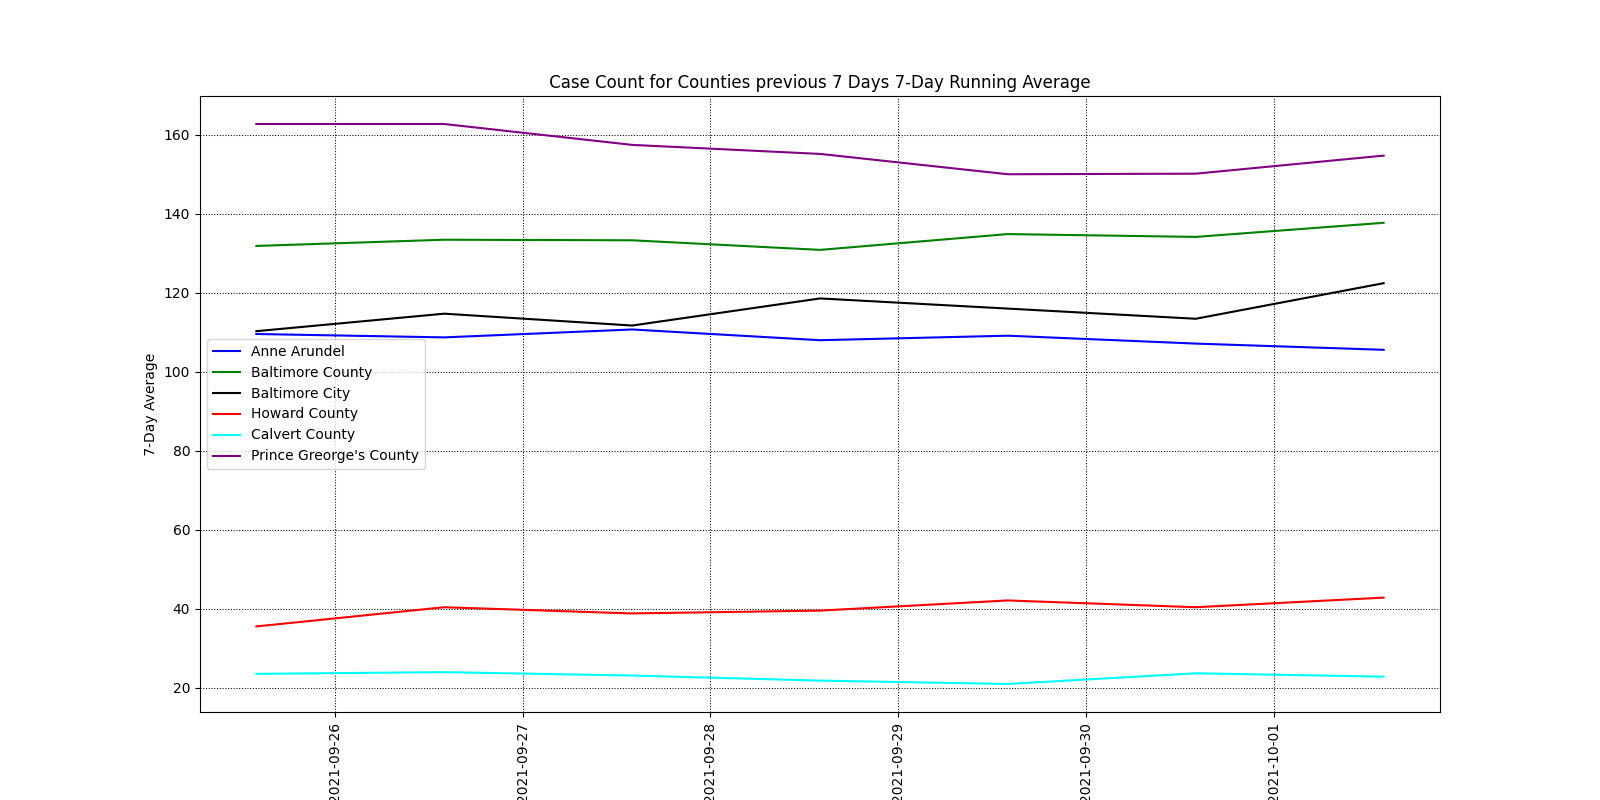 Case Count for Counties previous 7 Days 7-Day Running Average
7-Day Average
160
140
120
100
80
60
40
20
Anne Arundel
Baltimore County
Baltimore City
Howard County
Calvert County
Prince Greorge's County
2021-09-26
2021-09-27
2021-09-28
2021-09-29
2021-09-30
2021-10-01